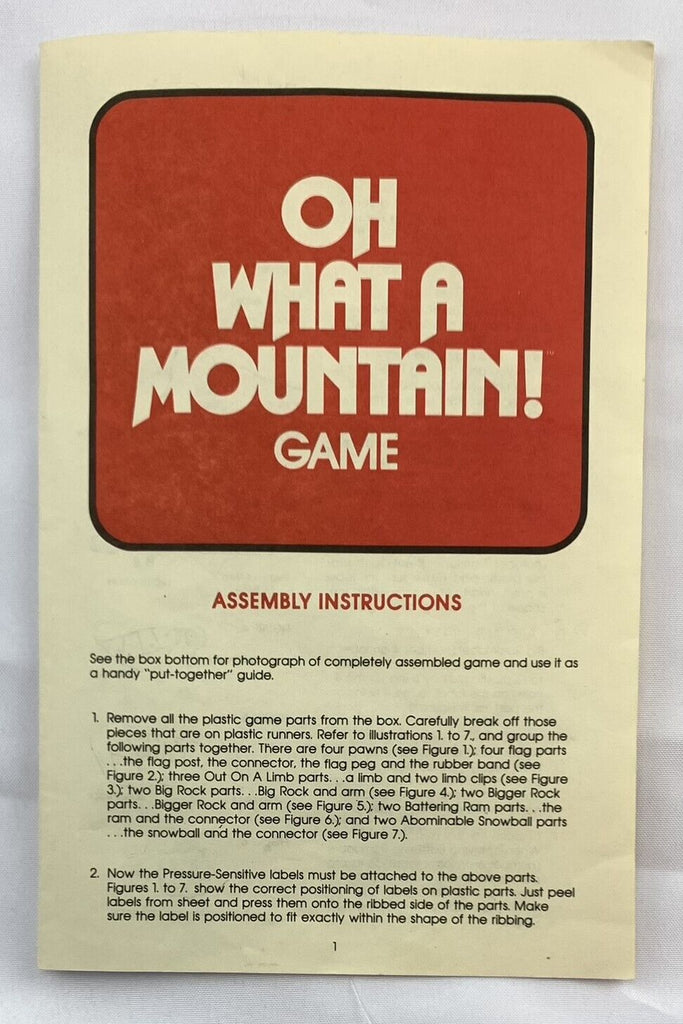 OH
WHAT A
MOUNTAIN!™
GAME
ASSEMBLY INSTRUCTIONS
See the box bottom for photograph of completely assembled game and use it as
a handy "put-together" guide.
1. Remove all the plastic game parts from the box. Carefully break off those
pieces that are on plastic runners. Refer to illustrations 1. to 7., and group the
following parts together. There are four pawns (see Figure 1.); four flag parts
. . .the flag post, the connector, the flag peg and the rubber band (see
Figure 2.); three Out On A Limb parts. . .a limb and two limb clips (see Figure
3.); two Big Rock parts. . .Big Rock and arm (see Figure 4.); two Bigger Rock
parts. . .Bigger Rock and arm (see Figure 5.); two Battering Ram parts. . .the
ram and the connector (see Figure 6.); and two Abominable Snowball parts
. . .the snowball and the connector (see Figure 7.).
2. Now the Pressure-Sensitive labels must be attached to the above parts.
Figures 1. to 7. show the correct positioning of labels on plastic parts. Just peel
labels from sheet and press them onto the ribbed side of the parts. Make
sure the label is positioned to fit exactly within the shape of the ribbing.
1